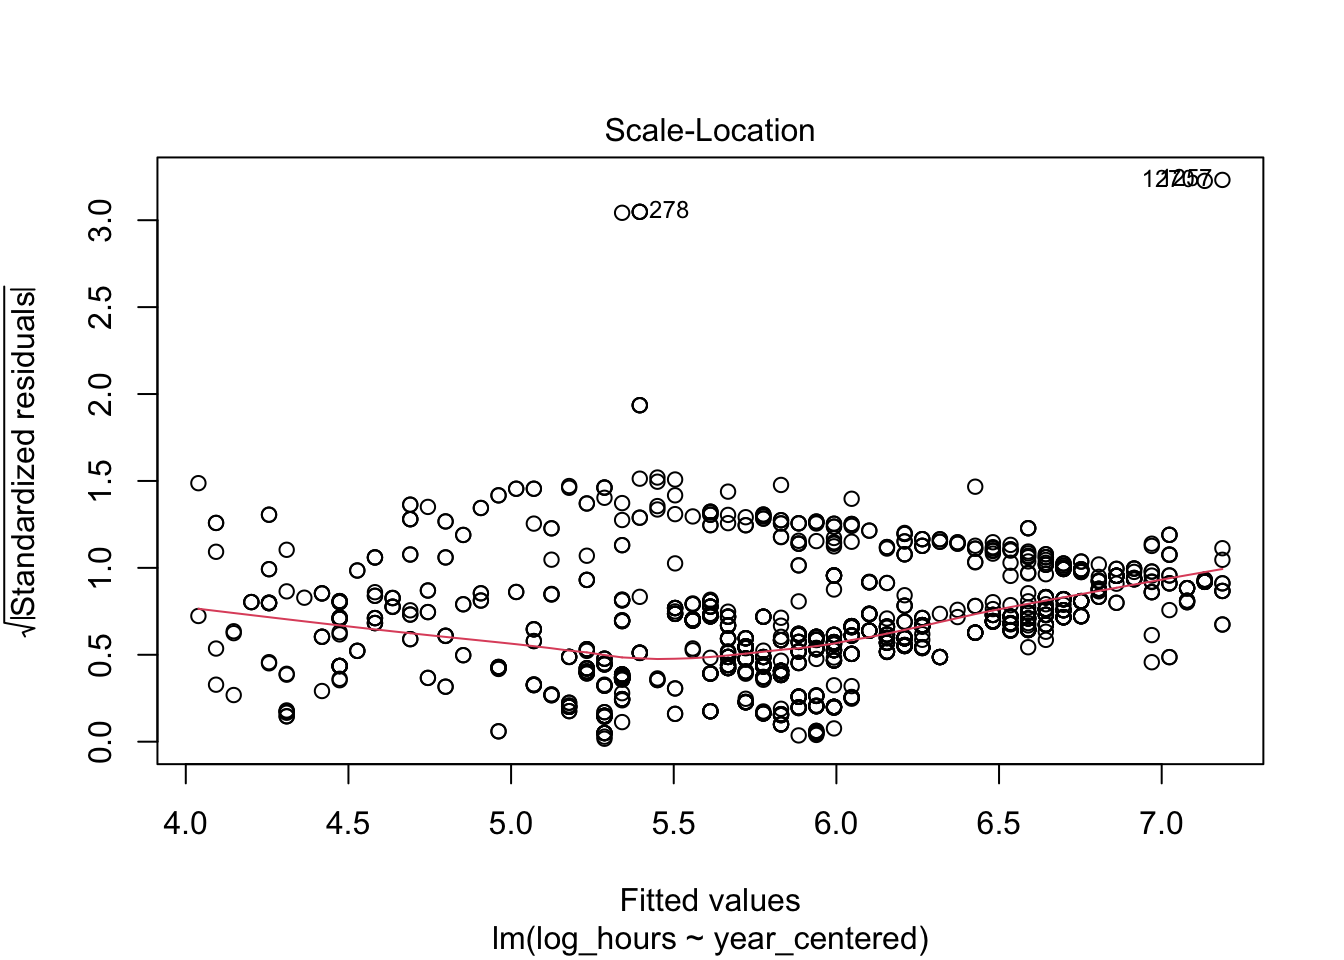 Scale-Location
√|Standardized residuals|
3.0
2.5
2.0
1.5
1.0
0.5
0.0
278
4.0 4.5 5.0 5.5 6.0 6.5 7.0
Fitted values
lm(log_hours ~ year_centered)